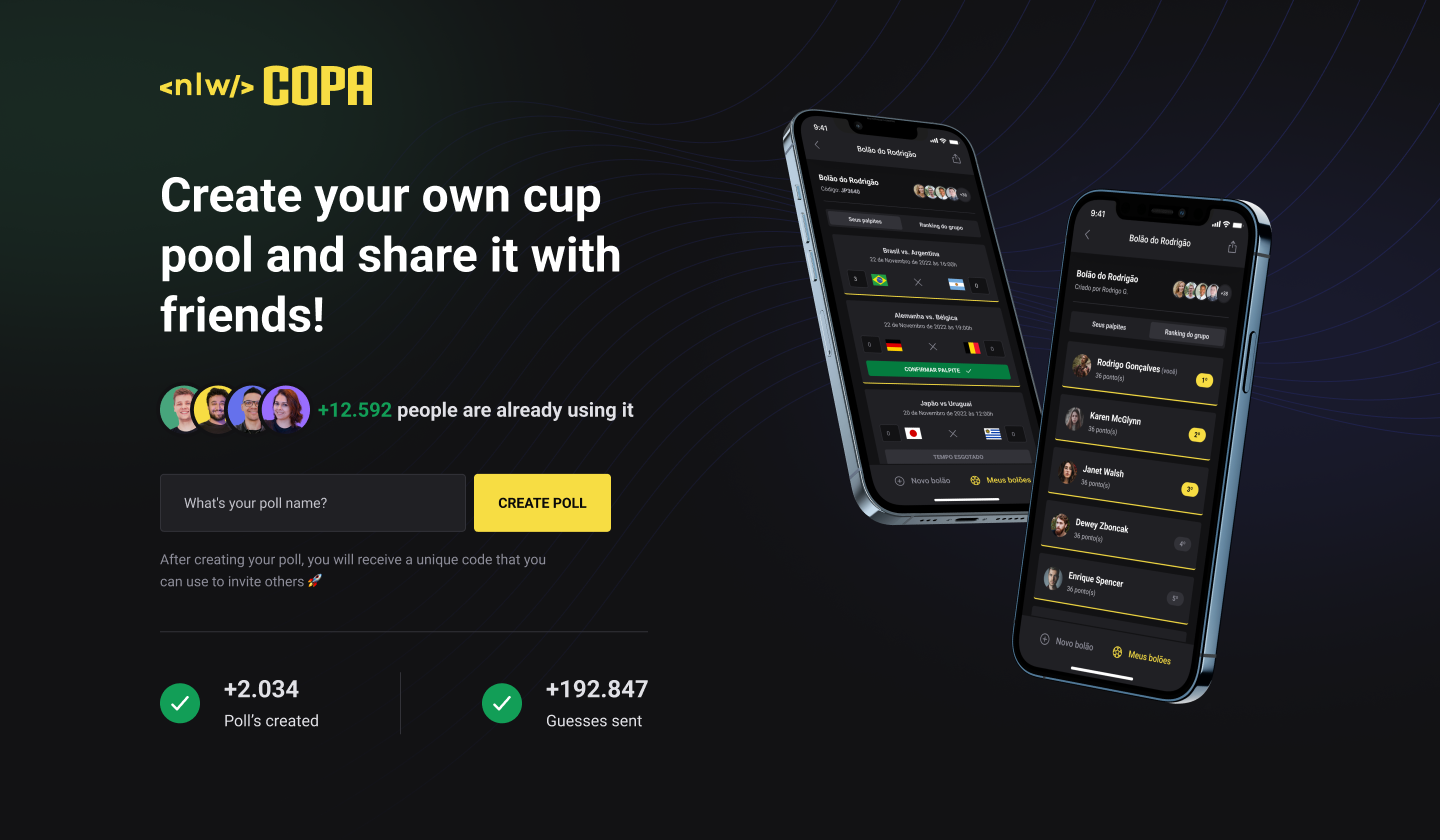 <nlw/> COPA
Create your own cup
pool and share it with
friends!
+12.592 people are already using it
What's your poll name?
CREATE POLL
After creating your poll, you will receive a unique code that you
can use to invite others 🚀
+2.034
Poll's created
+192.847
Guesses sent
9:41
Bolão do Rodrigão
Bolão do Rodrigão
Código: JP3640
Seus palpites
Ranking do grupo
Brasil vs. Argentina
22 de Novembro de 2022 às 16:00h
3
0
Alemanha vs. Bélgica
22 de Novembro de 2022 às 19:00h
0
0
CONFIRMAR PALPITE
Japão vs Uruguai
20 de Novembro de 2022 às 12:00h
0
0
TEMPO ESGOTADO
Novo bolão
Meus bolões
9:41
Bolão do Rodrigão
Bolão do Rodrigão
Criado por Rodrigo G.
+38
Seus palpites
Ranking do grupo
Rodrigo Gonçalves (você)
36 ponto(s)
1º
Karen McGlynn
36 ponto(s)
2º
Janet Walsh
36 ponto(s)
3º
Dewey Zboncak
36 ponto(s)
4º
Enrique Spencer
36 ponto(s)
5º
Novo bolão
Meus bolões